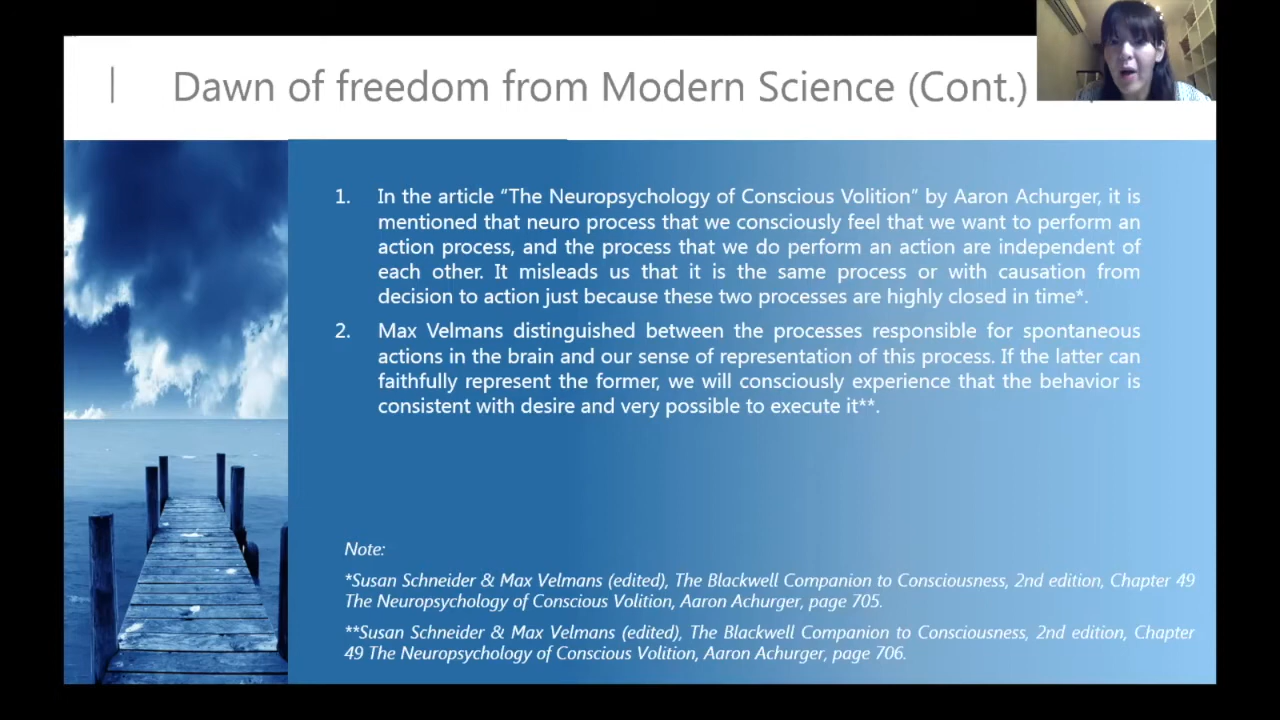 Dawn of freedom from Modern Science (Cont.)
1. In the article “The Neuropsychology of Conscious Volition” by Aaron Achurger, it is
mentioned that neuro process that we consciously feel that we want to perform an
action process, and the process that we do perform an action are independent of
each other. It misleads us that it is the same process or with causation from
decision to action just because these two processes are highly closed in time*.
2. Max Velmans distinguished between the processes responsible for spontaneous
actions in the brain and our sense of representation of this process. If the latter can
faithfully represent the former, we will consciously experience that the behavior is
consistent with desire and very possible to execute it**.
Note:
*Susan Schneider & Max Velmans (edited), The Blackwell Companion to Consciousness, 2nd edition, Chapter 49
The Neuropsychology of Conscious Volition, Aaron Achurger, page 705.
**Susan Schneider & Max Velmans (edited), The Blackwell Companion to Consciousness, 2nd edition, Chapter
49 The Neuropsychology of Conscious Volition, Aaron Achurger, page 706.